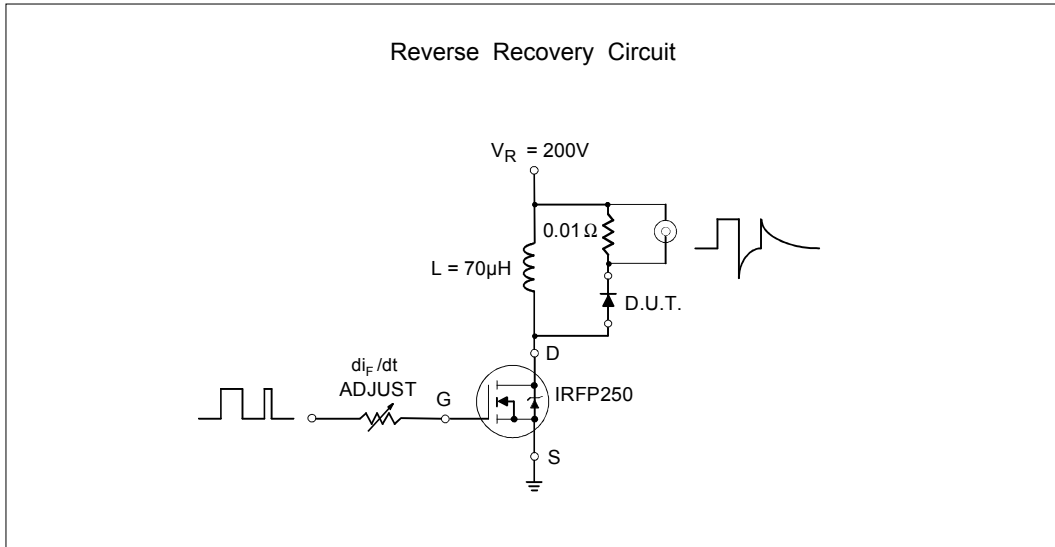 Reverse Recovery Circuit
V_R = 200V
0.01 Ω
L = 70µH
D.U.T.
di_F/dt
ADJUST
G
D
IRFP250
S